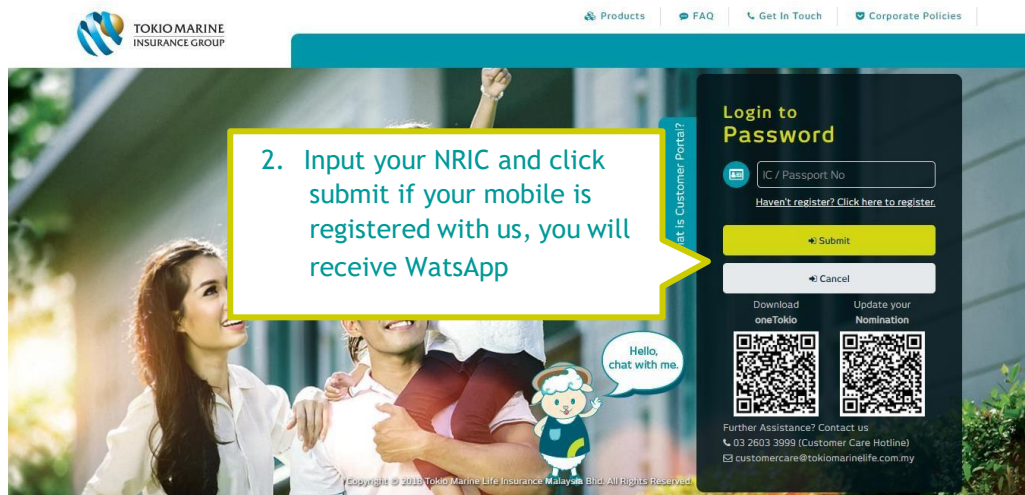 TOKIO MARINE
INSURANCE GROUP
Products
FAQ
Get In Touch
Corporate Policies
2. Input your NRIC and click
submit if your mobile is
registered with us, you will
receive WatsApp
at is Customer Portal?
Login to
Password
IC / Passport No
Haven't register? Click here to register.
Submit
Cancel
Download
oneTokio
Update your
Nomination
Hello,
chat with me.
Further Assistance? Contact us
03 2603 3999 (Customer Care Hotline)
customercare@tokiomarinelife.com.my
Copyright © 2018 Tokio Marine Life Insurance Malaysia Bhd. All Rights Reserved.